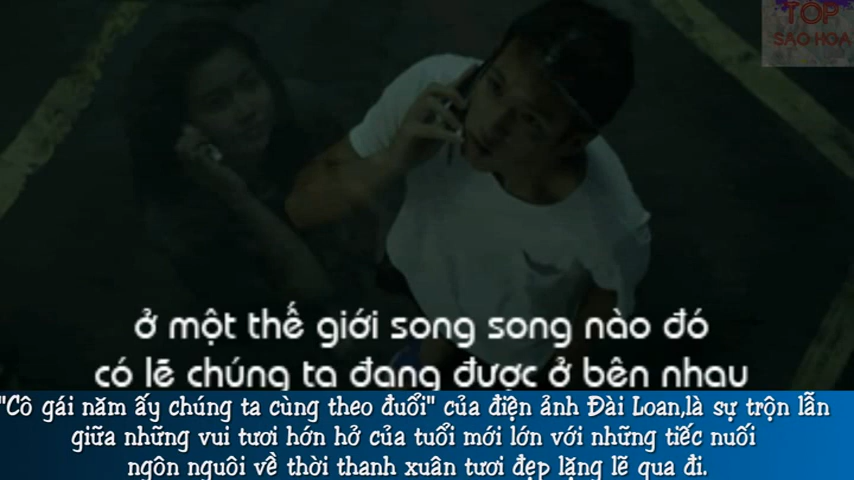 TOP
SAO HOA
ở một thế giới song song nào đó
có lẽ chúng ta đang được ở bên nhau
"Cô gái năm ấy chúng ta cùng theo đuổi" của điện ảnh Đài Loan,là sự trộn lẫn
giữa những vui tươi hớn hở của tuổi mới lớn với những tiếc nuối
ngôn nguôi về thời thanh xuân tươi đẹp lặng lẽ qua đi.